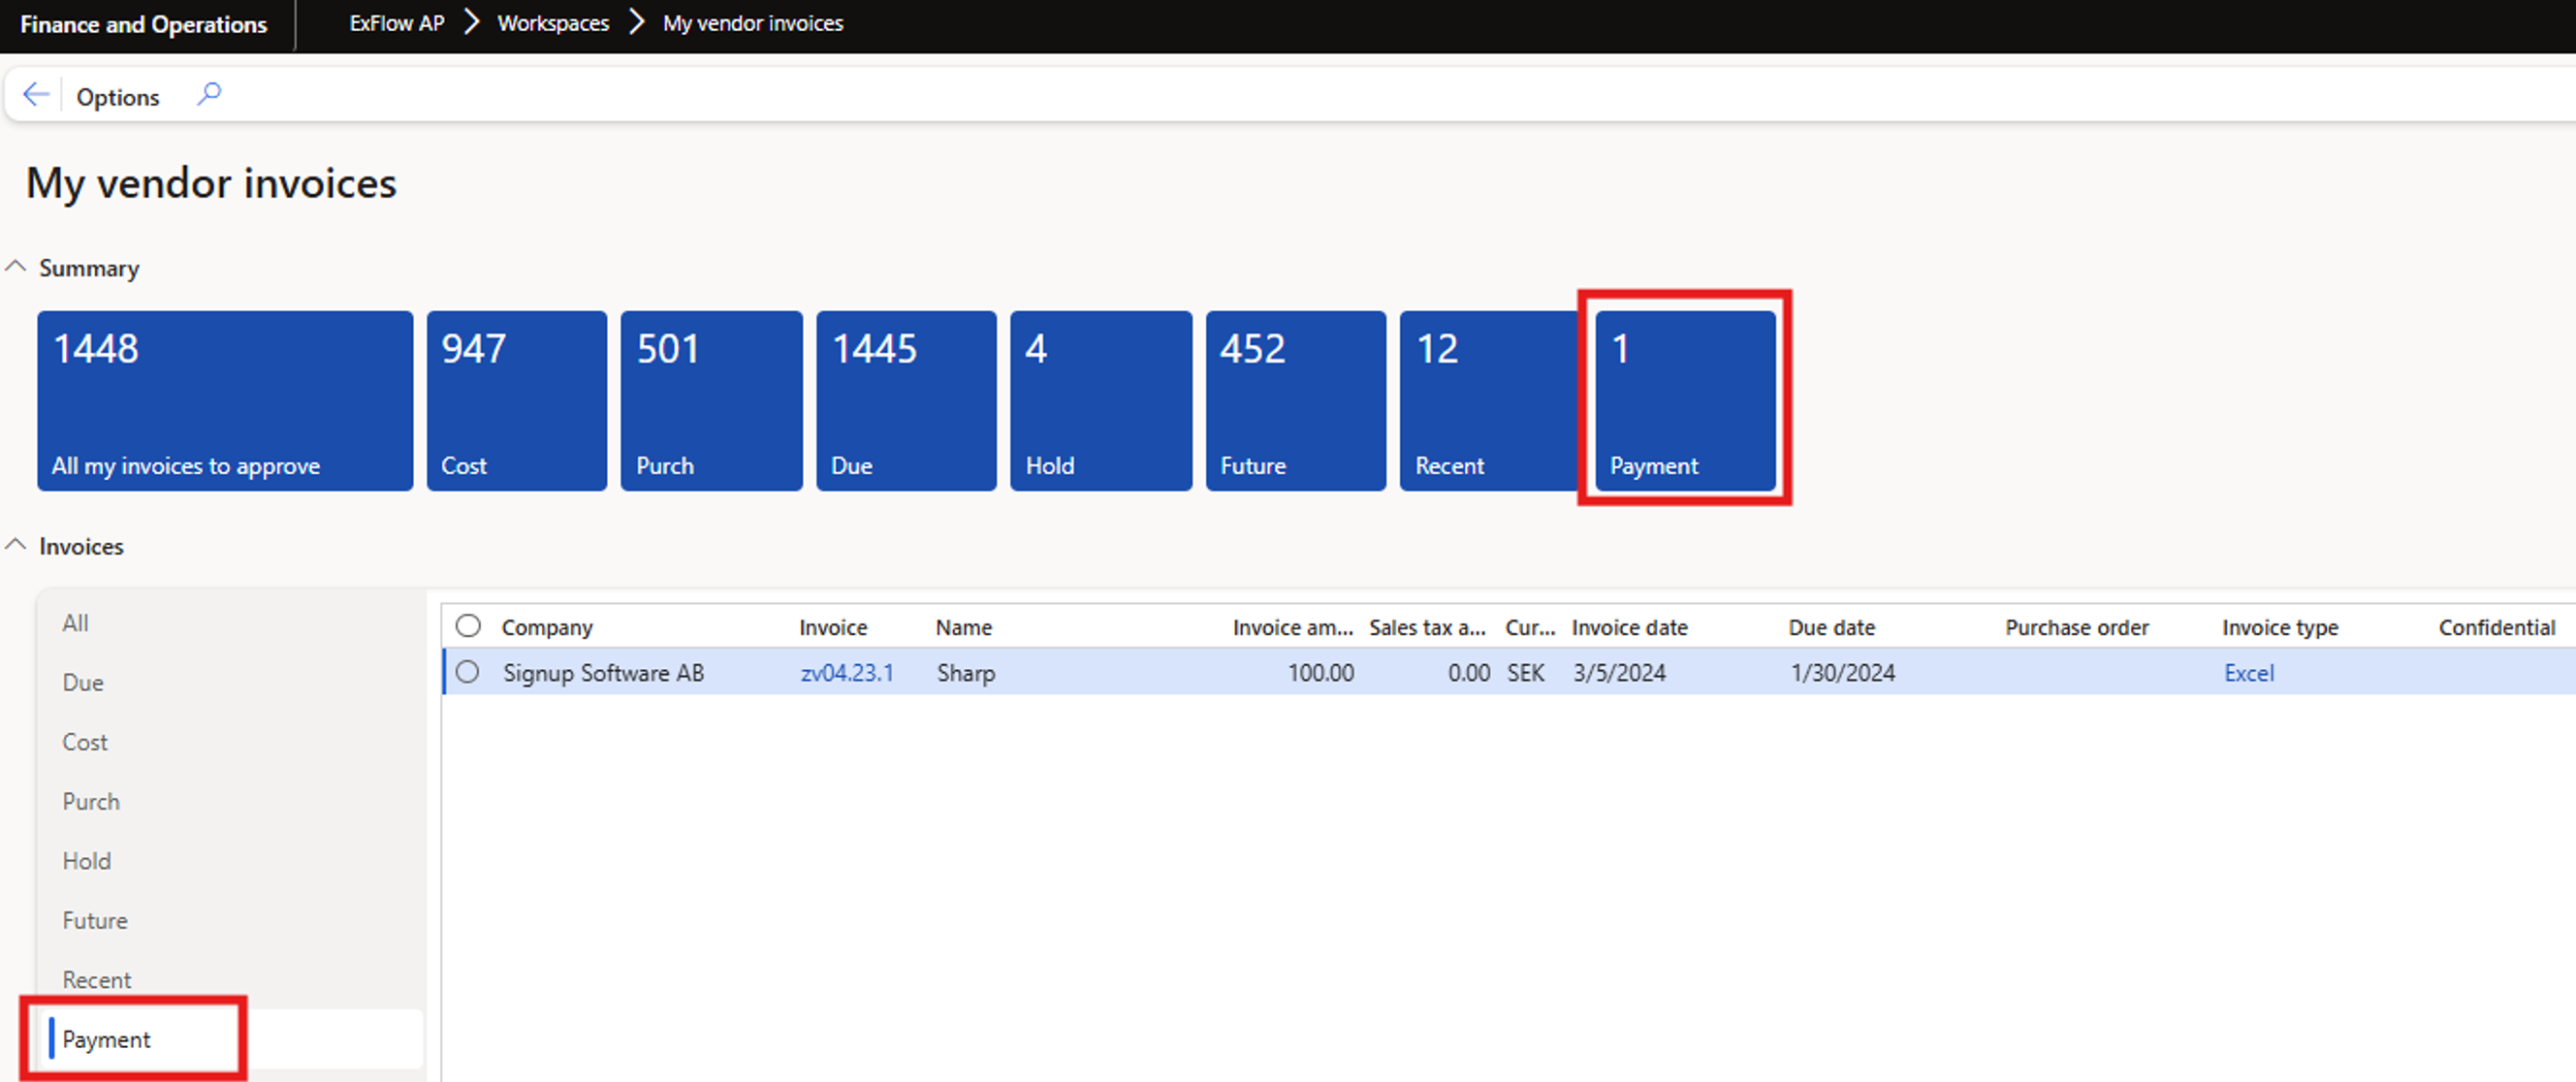 Finance and Operations ExFlow AP Workspaces My vendor invoices
Options
My vendor invoices
Summary
1448 947 501 1445 4 452 12 1
All my invoices to approve Cost Purch Due Hold Future Recent Payment
Invoices
All
Due
Cost
Purch
Hold
Future
Recent
Payment
Company Invoice Name Invoice am... Sales tax a... Cur... Invoice date Due date Purchase order Invoice type Confidential
Signup Software AB zv04.23.1 Sharp 100.00 0.00 SEK 3/5/2024 1/30/2024 Excel